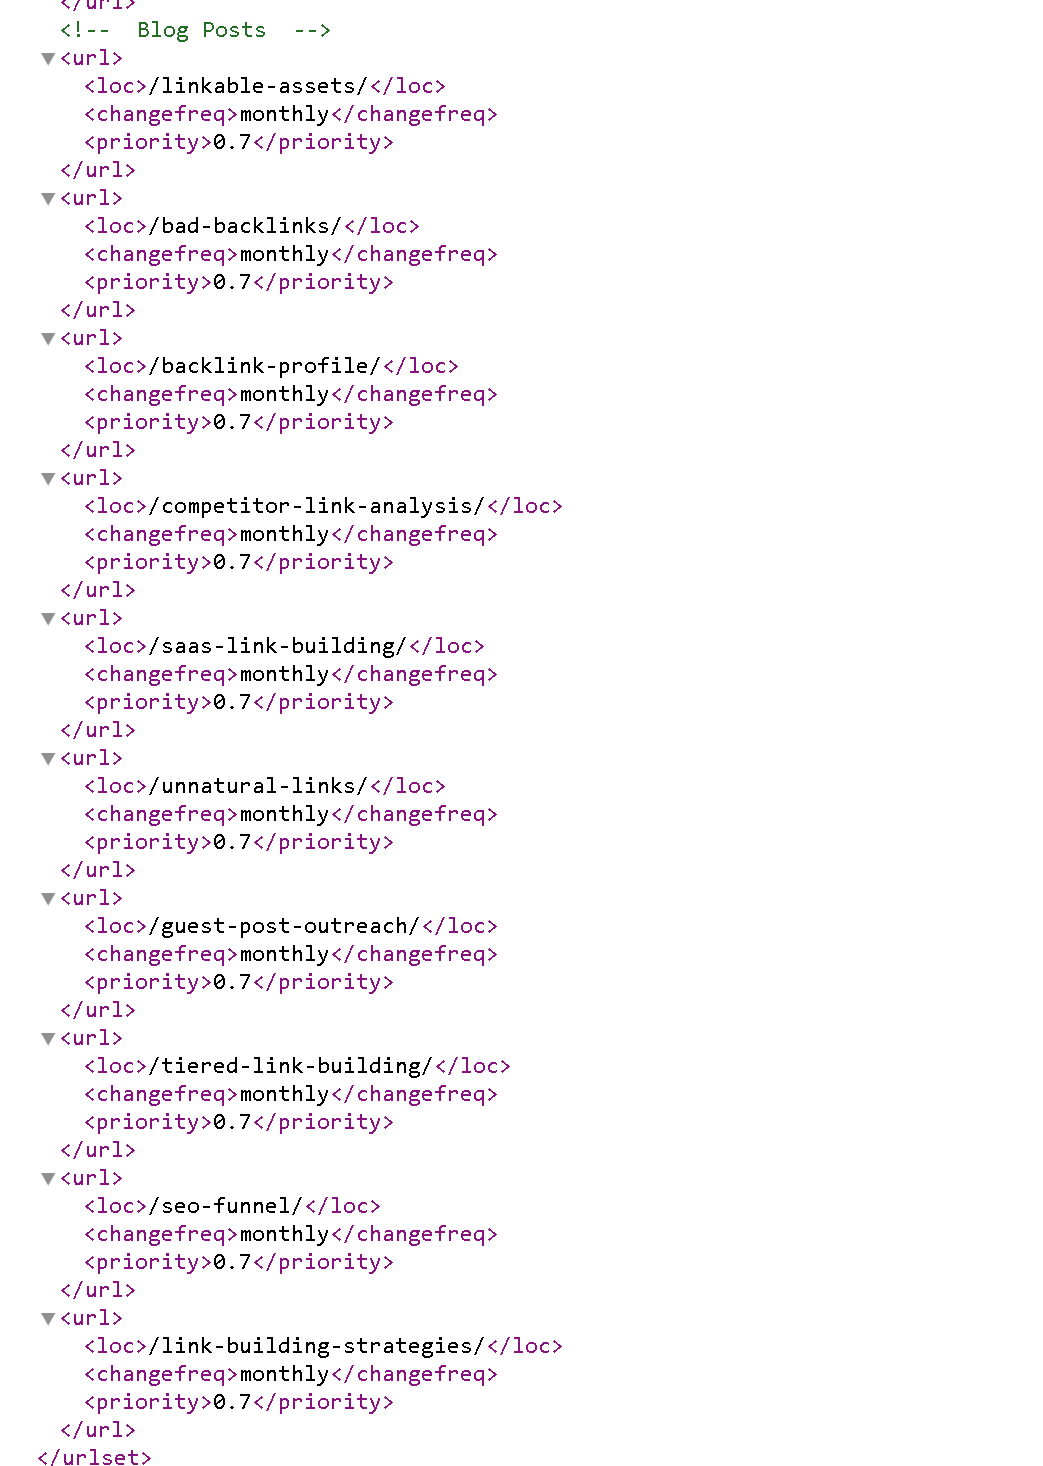 </url>
<!-- Blog Posts -->
<url>
<loc>/linkable-assets/</loc>
<changefreq>monthly</changefreq>
<priority>0.7</priority>
</url>
<url>
<loc>/bad-backlinks/</loc>
<changefreq>monthly</changefreq>
<priority>0.7</priority>
</url>
<url>
<loc>/backlink-profile/</loc>
<changefreq>monthly</changefreq>
<priority>0.7</priority>
</url>
<url>
<loc>/competitor-link-analysis/</loc>
<changefreq>monthly</changefreq>
<priority>0.7</priority>
</url>
<url>
<loc>/saas-link-building/</loc>
<changefreq>monthly</changefreq>
<priority>0.7</priority>
</url>
<url>
<loc>/unnatural-links/</loc>
<changefreq>monthly</changefreq>
<priority>0.7</priority>
</url>
<url>
<loc>/guest-post-outreach/</loc>
<changefreq>monthly</changefreq>
<priority>0.7</priority>
</url>
<url>
<loc>/tiered-link-building/</loc>
<changefreq>monthly</changefreq>
<priority>0.7</priority>
</url>
<url>
<loc>/seo-funnel/</loc>
<changefreq>monthly</changefreq>
<priority>0.7</priority>
</url>
<url>
<loc>/link-building-strategies/</loc>
<changefreq>monthly</changefreq>
<priority>0.7</priority>
</url>
</urlset>